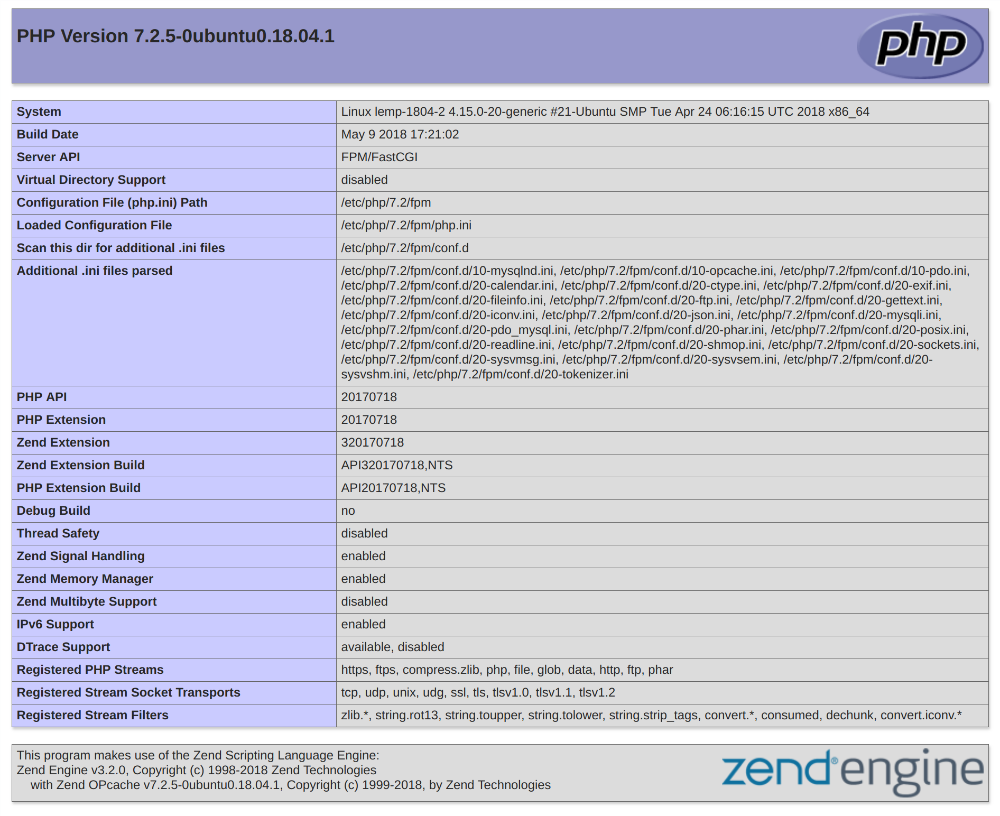 PHP Version 7.2.5-0ubuntu0.18.04.1
php
System Linux lemp-1804-2 4.15.0-20-generic #21-Ubuntu SMP Tue Apr 24 06:16:15 UTC 2018 x86_64
Build Date May 9 2018 17:21:02
Server API FPM/FastCGI
Virtual Directory Support disabled
Configuration File (php.ini) Path /etc/php/7.2/fpm
Loaded Configuration File /etc/php/7.2/fpm/php.ini
Scan this dir for additional .ini files /etc/php/7.2/fpm/conf.d
Additional .ini files parsed /etc/php/7.2/fpm/conf.d/10-mysqlnd.ini, /etc/php/7.2/fpm/conf.d/10-opcache.ini, /etc/php/7.2/fpm/conf.d/10-pdo.ini,
/etc/php/7.2/fpm/conf.d/20-calendar.ini, /etc/php/7.2/fpm/conf.d/20-ctype.ini, /etc/php/7.2/fpm/conf.d/20-exif.ini,
/etc/php/7.2/fpm/conf.d/20-fileinfo.ini, /etc/php/7.2/fpm/conf.d/20-ftp.ini, /etc/php/7.2/fpm/conf.d/20-gettext.ini,
/etc/php/7.2/fpm/conf.d/20-iconv.ini, /etc/php/7.2/fpm/conf.d/20-json.ini, /etc/php/7.2/fpm/conf.d/20-mysqli.ini,
/etc/php/7.2/fpm/conf.d/20-pdo_mysql.ini, /etc/php/7.2/fpm/conf.d/20-phar.ini, /etc/php/7.2/fpm/conf.d/20-posix.ini,
/etc/php/7.2/fpm/conf.d/20-readline.ini, /etc/php/7.2/fpm/conf.d/20-shmop.ini, /etc/php/7.2/fpm/conf.d/20-sockets.ini,
/etc/php/7.2/fpm/conf.d/20-sysvmsg.ini, /etc/php/7.2/fpm/conf.d/20-sysvsem.ini, /etc/php/7.2/fpm/conf.d/20-
sysvshm.ini, /etc/php/7.2/fpm/conf.d/20-tokenizer.ini
PHP API 20170718
PHP Extension 20170718
Zend Extension 320170718
Zend Extension Build API320170718,NTS
PHP Extension Build API20170718,NTS
Debug Build no
Thread Safety disabled
Zend Signal Handling enabled
Zend Memory Manager enabled
Zend Multibyte Support disabled
IPv6 Support enabled
DTrace Support available, disabled
Registered PHP Streams https, ftps, compress.zlib, php, file, glob, data, http, ftp, phar
Registered Stream Socket Transports tcp, udp, unix, udg, ssl, tls, tlsv1.0, tlsv1.1, tlsv1.2
Registered Stream Filters zlib.*, string.rot13, string.toupper, string.tolower, string.strip_tags, convert.*, consumed, dechunk, convert.iconv.*
This program makes use of the Zend Scripting Language Engine:
Zend Engine v3.2.0, Copyright (c) 1998-2018 Zend Technologies
with Zend OPcache v7.2.5-0ubuntu0.18.04.1, Copyright (c) 1999-2018, by Zend Technologies
zend® engine